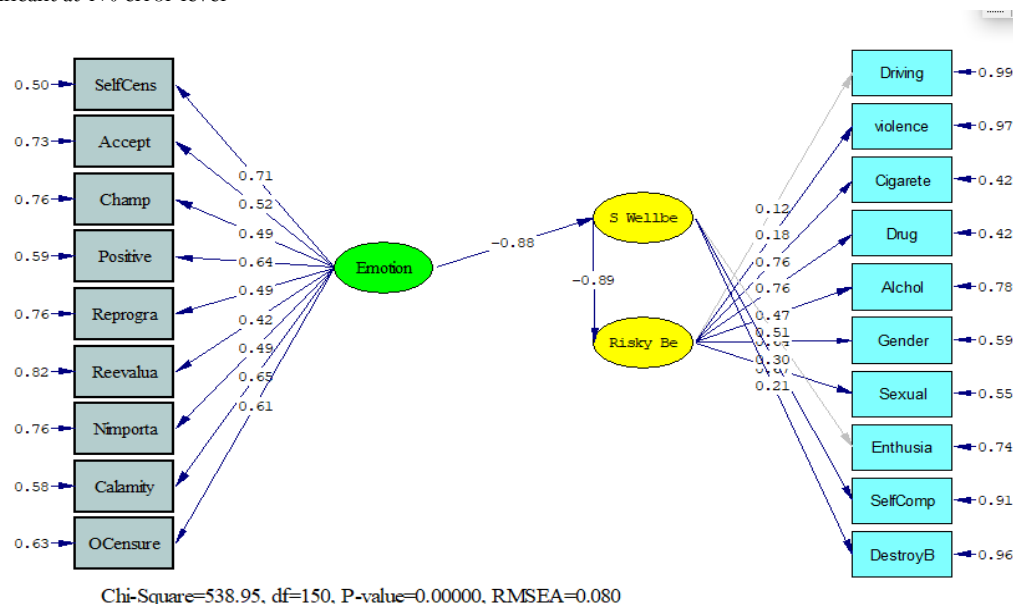 0.50
SelfCens
0.73
Accept
0.76
Champ
0.59
Positive
0.76
Reprogra
0.82
Reevalua
0.76
Nimporta
0.58
Calamity
0.63
OCensure
0.71
0.52
0.49
0.64
0.49
0.42
0.49
0.65
0.61
Emotion
-0.88
S Wellbe
-0.89
Risky Be
0.12
0.18
0.76
0.76
0.47
0.51
0.30
0.21
Driving
0.99
violence
0.97
Cigarete
0.42
Drug
0.42
Alchol
0.78
Gender
0.59
Sexual
0.55
Enthusia
0.74
SelfComp
0.91
DestroyB
0.96
Chi-Square=538.95, df=150, P-value=0.00000, RMSEA=0.080